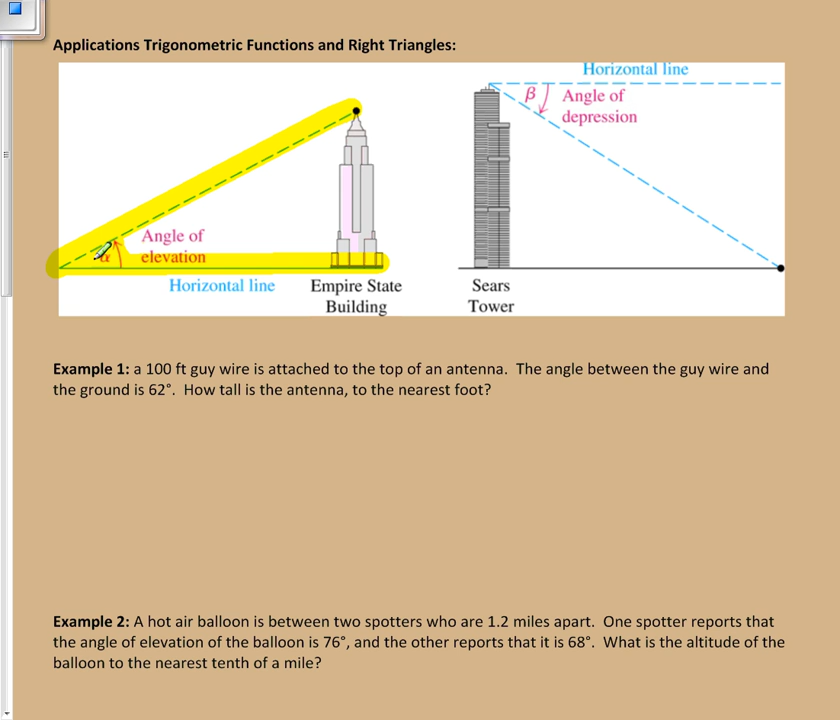 Applications Trigonometric Functions and Right Triangles:
Horizontal line
β
Angle of
depression
Angle of
elevation
α
Horizontal line
Empire State
Building
Sears
Tower
Example 1: a 100 ft guy wire is attached to the top of an antenna. The angle between the guy wire and
the ground is 62°. How tall is the antenna, to the nearest foot?
Example 2: A hot air balloon is between two spotters who are 1.2 miles apart. One spotter reports that
the angle of elevation of the balloon is 76°, and the other reports that it is 68°. What is the altitude of the
balloon to the nearest tenth of a mile?